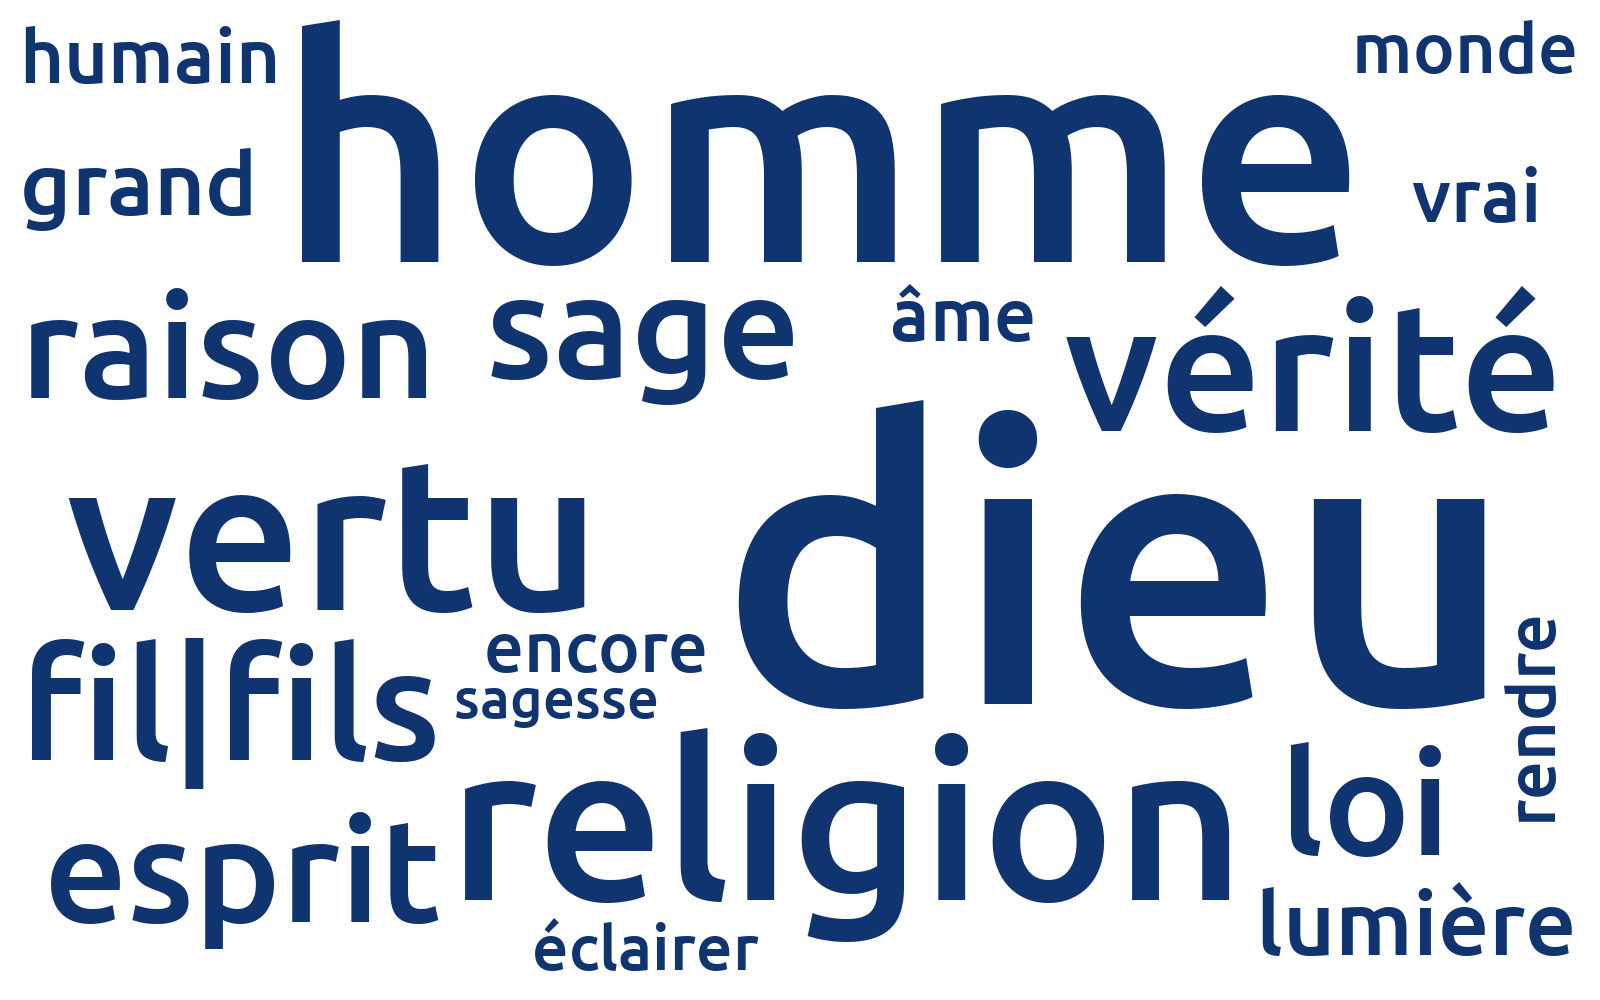 humain
homme
monde
grand
vrai
raison
sage
âme
vérité
vertu
dieu
fil|fils
encore
sagesse
rendre
religion
loi
esprit
lumière
éclairer